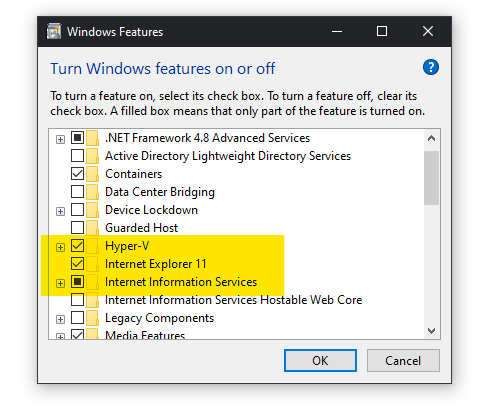 Windows Features
Turn Windows features on or off
?
To turn a feature on, select its check box. To turn a feature off, clear its
check box. A filled box means that only part of the feature is turned on.
.NET Framework 4.8 Advanced Services
Active Directory Lightweight Directory Services
Containers
Data Center Bridging
Device Lockdown
Guarded Host
Hyper-V
Internet Explorer 11
Internet Information Services
Internet Information Services Hostable Web Core
Legacy Components
Media Features
OK
Cancel